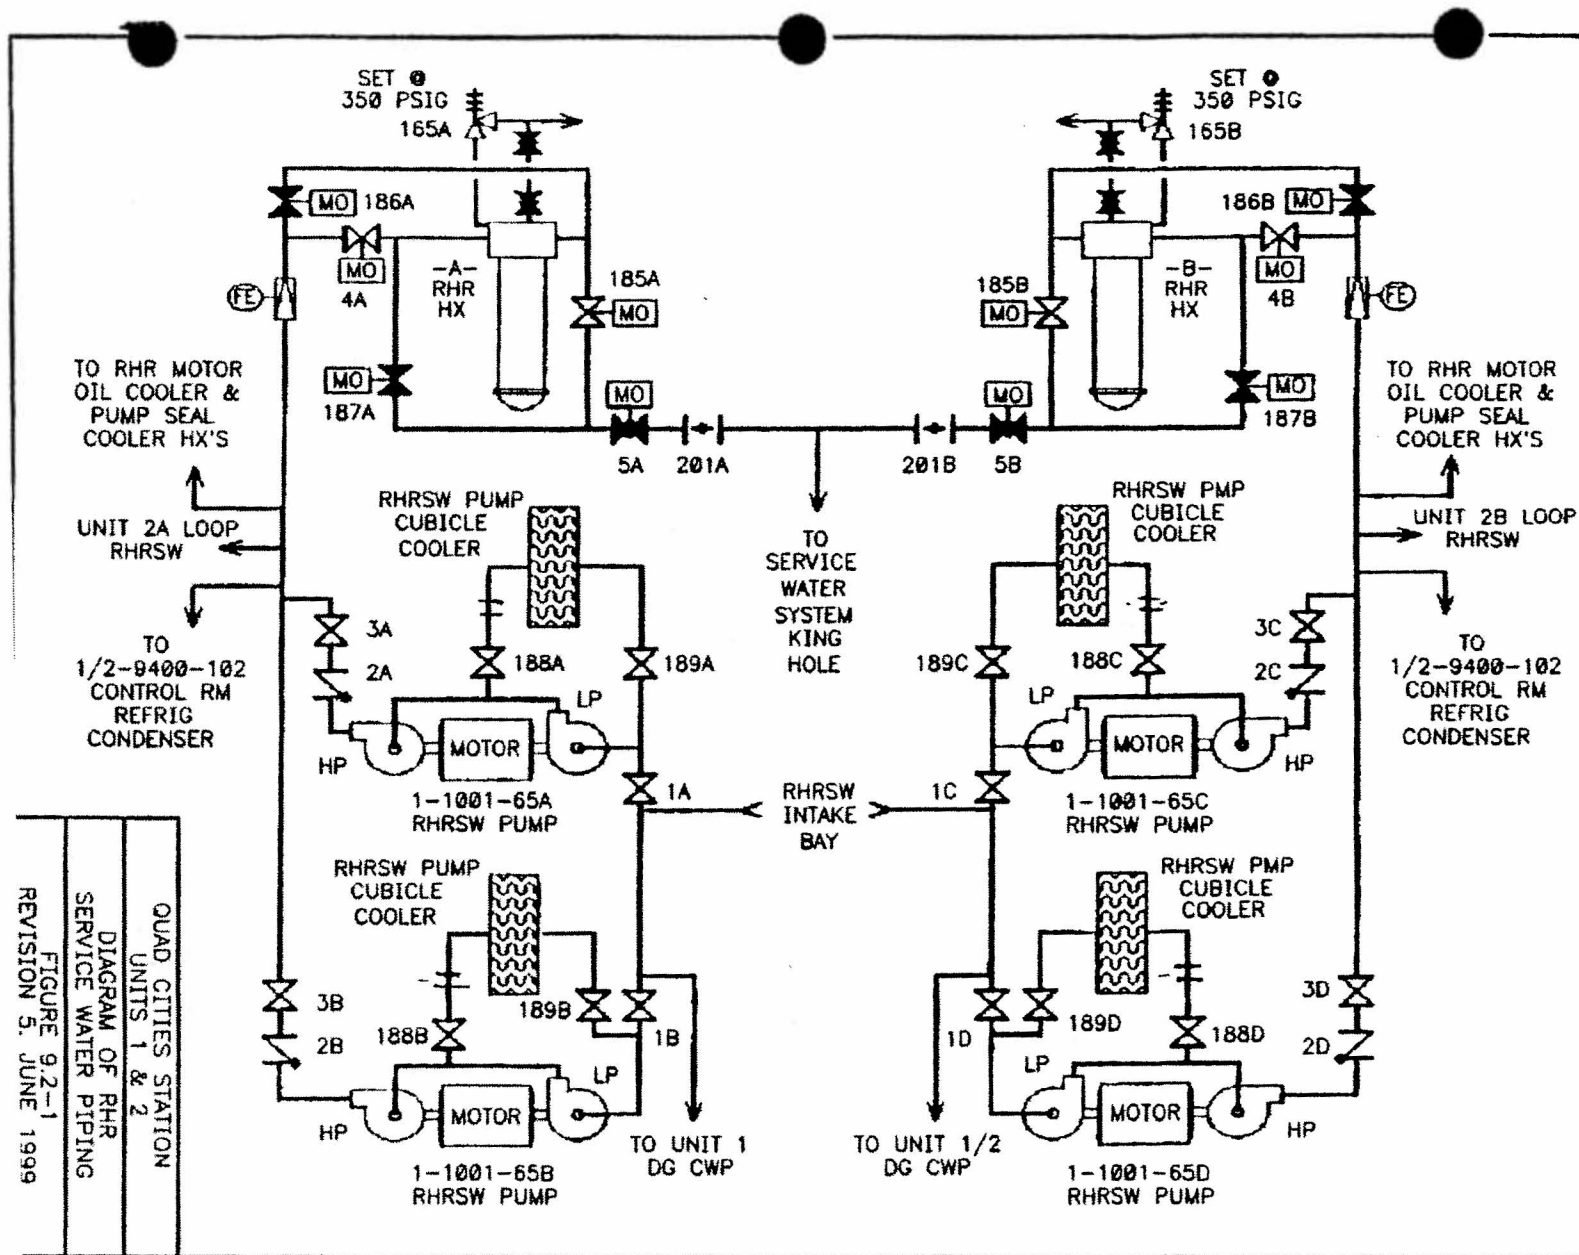 SET @
350 PSIG
165A
SET @
350 PSIG
165B
MO
186A
186B
MO
MO
4A
-A-
RHR
HX
185A
MO
185B
MO
-B-
RHR
HX
MO
4B
FE
FE
TO RHR MOTOR
OIL COOLER &
PUMP SEAL
COOLER HX'S
MO
187A
MO
5A
201A
201B
MO
5B
MO
187B
TO RHR MOTOR
OIL COOLER &
PUMP SEAL
COOLER HX'S
UNIT 2A LOOP
RHRSW
RHRSW PUMP
CUBICLE
COOLER
TO
SERVICE
WATER
SYSTEM
KING
HOLE
RHRSW PMP
CUBICLE
COOLER
UNIT 2B LOOP
RHRSW
TO
1/2-9400-102
CONTROL RM
REFRIG
CONDENSER
3A
2A
188A
189A
LP
HP
MOTOR
1-1001-65A
RHRSW PUMP
1A
RHRSW
INTAKE
BAY
189C
188C
3C
2C
LP
MOTOR
HP
1C
1-1001-65C
RHRSW PUMP
TO
1/2-9400-102
CONTROL RM
REFRIG
CONDENSER
RHRSW PUMP
CUBICLE
COOLER
RHRSW PMP
CUBICLE
COOLER
3B
2B
188B
189B
1B
LP
HP
MOTOR
1-1001-65B
RHRSW PUMP
TO UNIT 1
DG CWP
TO UNIT 1/2
DG CWP
1D
189D
188D
3D
2D
LP
MOTOR
HP
1-1001-65D
RHRSW PUMP
QUAD CITIES STATION
UNITS 1 & 2
DIAGRAM OF RHR
SERVICE WATER PIPING
FIGURE 9.2-1
REVISION 5. JUNE 1999